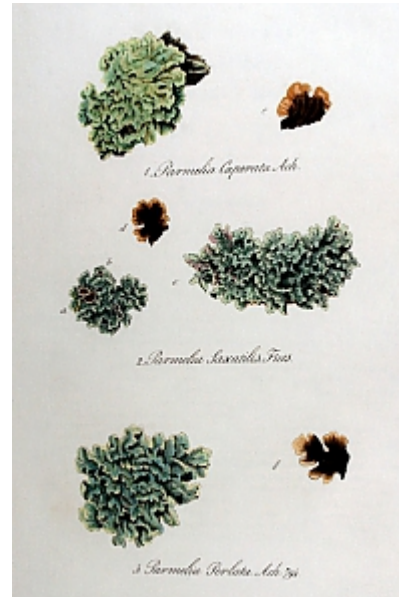 1. Parmelia Caperata Ach.
2. Parmelia Saxatilis Fries.
3. Parmelia Perlata Ach.